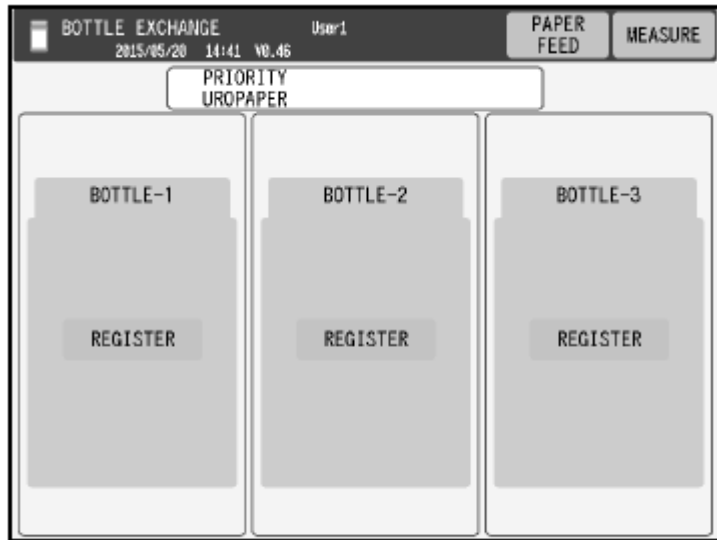 BOTTLE EXCHANGE User1
2015/05/20 14:41 V0.46
PAPER
FEED
MEASURE
PRIORITY
UROPAPER
BOTTLE-1
BOTTLE-2
BOTTLE-3
REGISTER
REGISTER
REGISTER